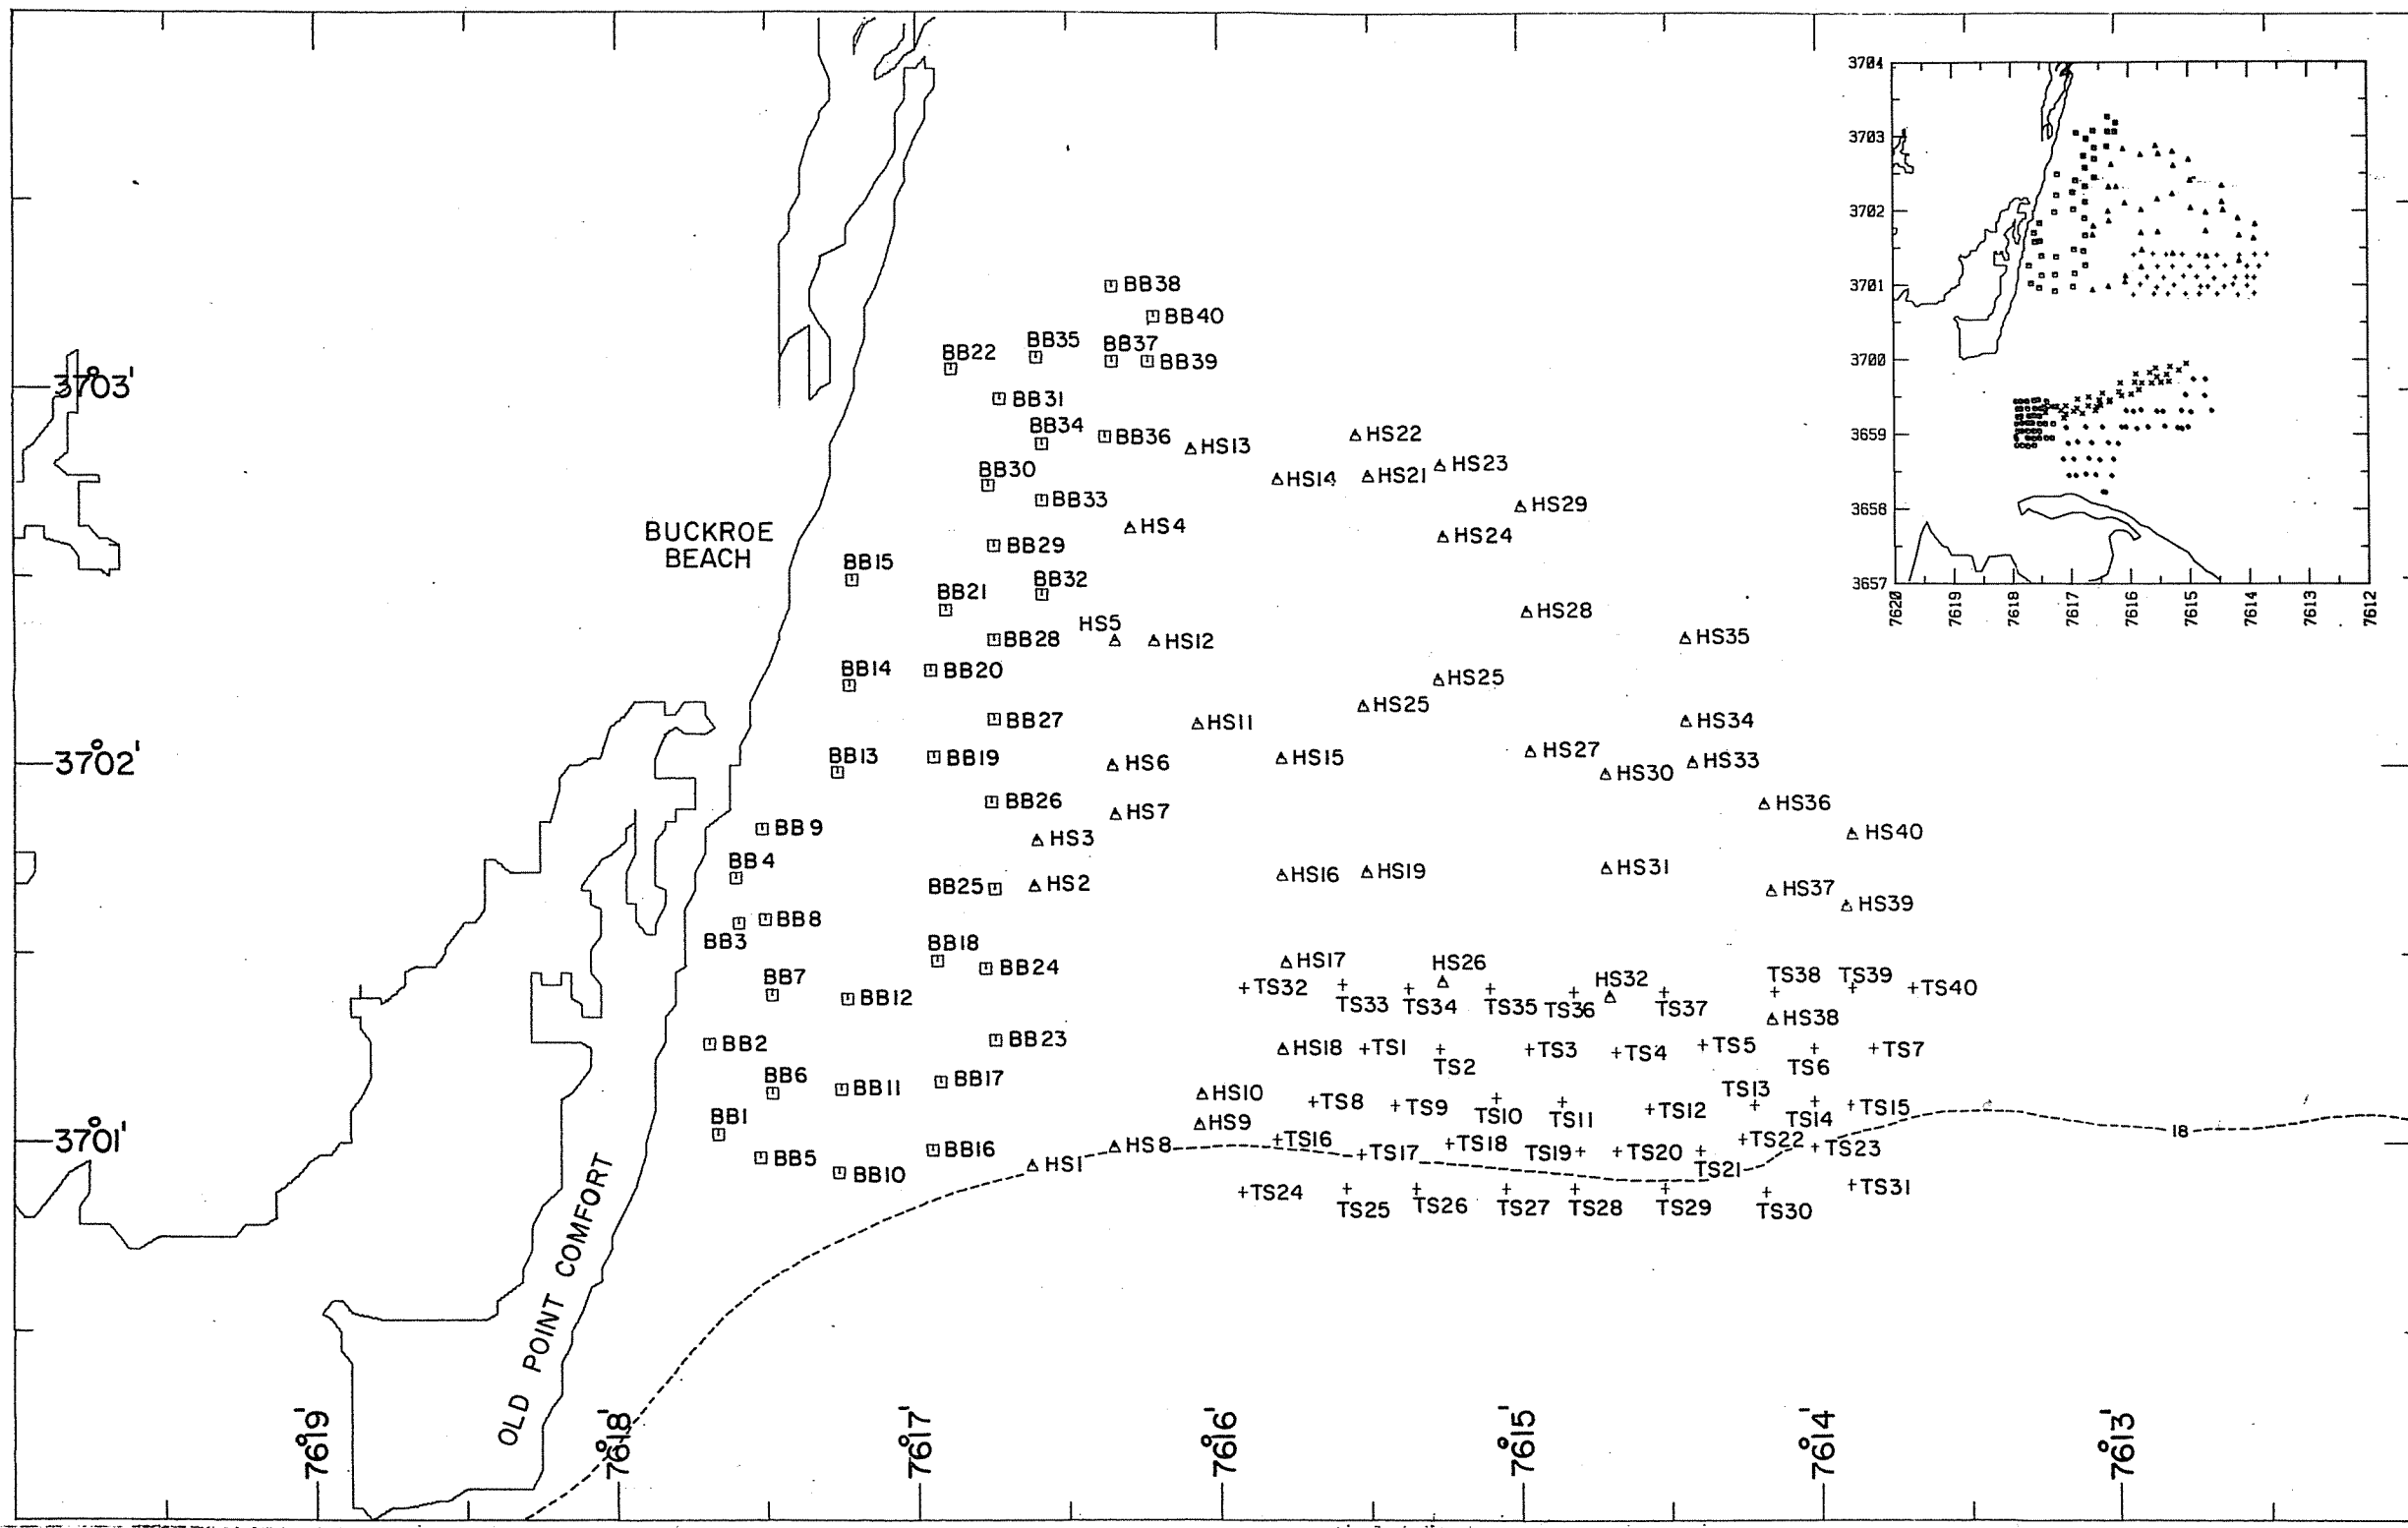 3704
3703
3702
3701
3700
3659
3658
3657
7620
7619
7618
7617
7616
7615
7614
7613
7612
BB38
BB40
BB35
BB37
BB22
BB39
37°03'
BB31
BB34
BB36
HS13
HS22
HS23
BB30
HS14
HS21
BB33
HS29
BUCKROE
BEACH
HS4
HS24
BB29
BB15
BB32
BB21
HS5
HS28
BB28
HS12
HS35
BB14
BB20
HS25
HS25
BB27
HS11
HS34
37°02'
BB13
BB19
HS6
HS15
HS27
HS33
HS30
BB26
HS7
HS36
BB9
HS3
HS40
BB4
BB25
HS2
HS16
HS19
HS31
HS37
HS39
BB8
BB3
BB18
BB24
HS17
HS26
HS32
TS38
TS39
BB7
BB12
TS32
TS33
TS34
TS35
TS36
TS37
TS40
HS38
BB2
BB23
HS18
TS1
TS2
TS3
TS4
TS5
TS6
TS7
BB6
BB11
BB17
HS10
TS8
TS9
TS10
TS11
TS12
TS13
TS14
TS15
BB1
HS9
37°01'
18
BB5
BB16
HS1
HS8
TS16
TS17
TS18
TS19
TS20
TS21
TS22
TS23
BB10
TS24
TS25
TS26
TS27
TS28
TS29
TS30
TS31
OLD POINT COMFORT
76°19'
76°18'
76°17'
76°16'
76°15'
76°14'
76°13'